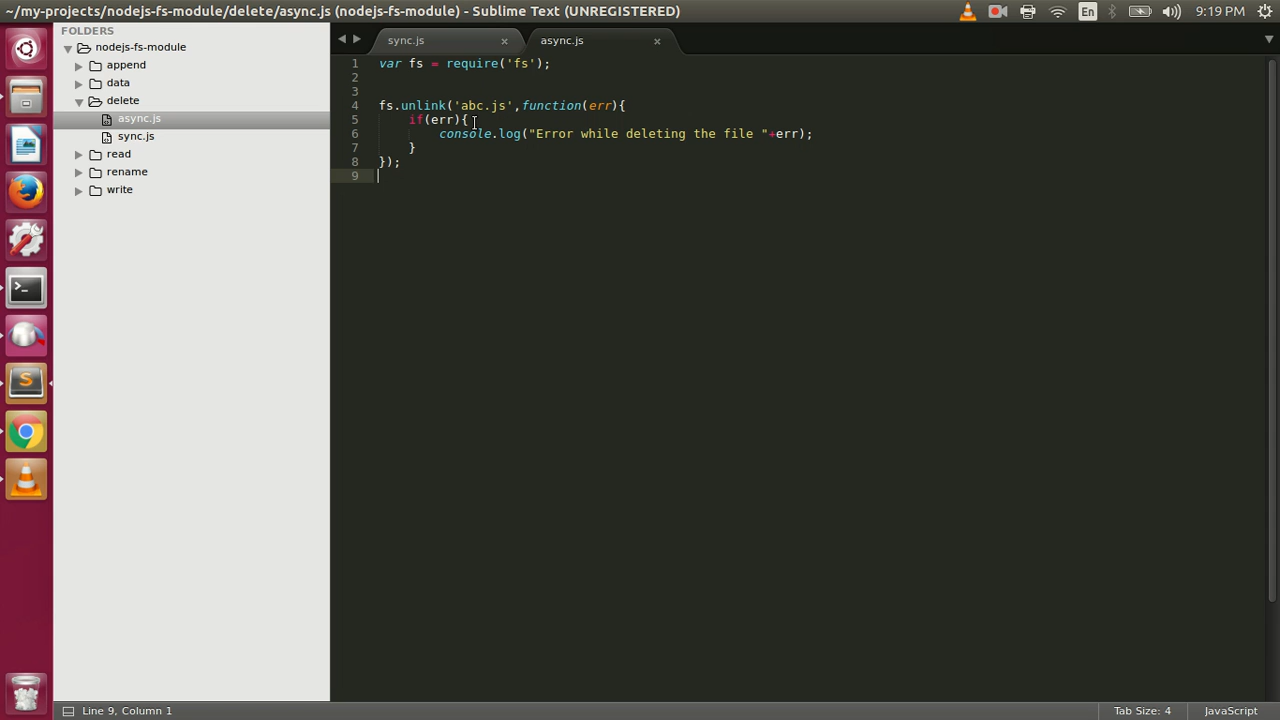 ~/my-projects/nodejs-fs-module/delete/async.js (nodejs-fs-module) - Sublime Text (UNREGISTERED)
En
9:19 PM
FOLDERS
nodejs-fs-module
append
data
delete
async.js
sync.js
read
rename
write
sync.js
async.js
1 var fs = require('fs');
2
3
4 fs.unlink('abc.js',function(err){
5 if(err){
6 console.log("Error while deleting the file "+err);
7 }
8 });
9
Line 9, Column 1
Tab Size: 4
JavaScript